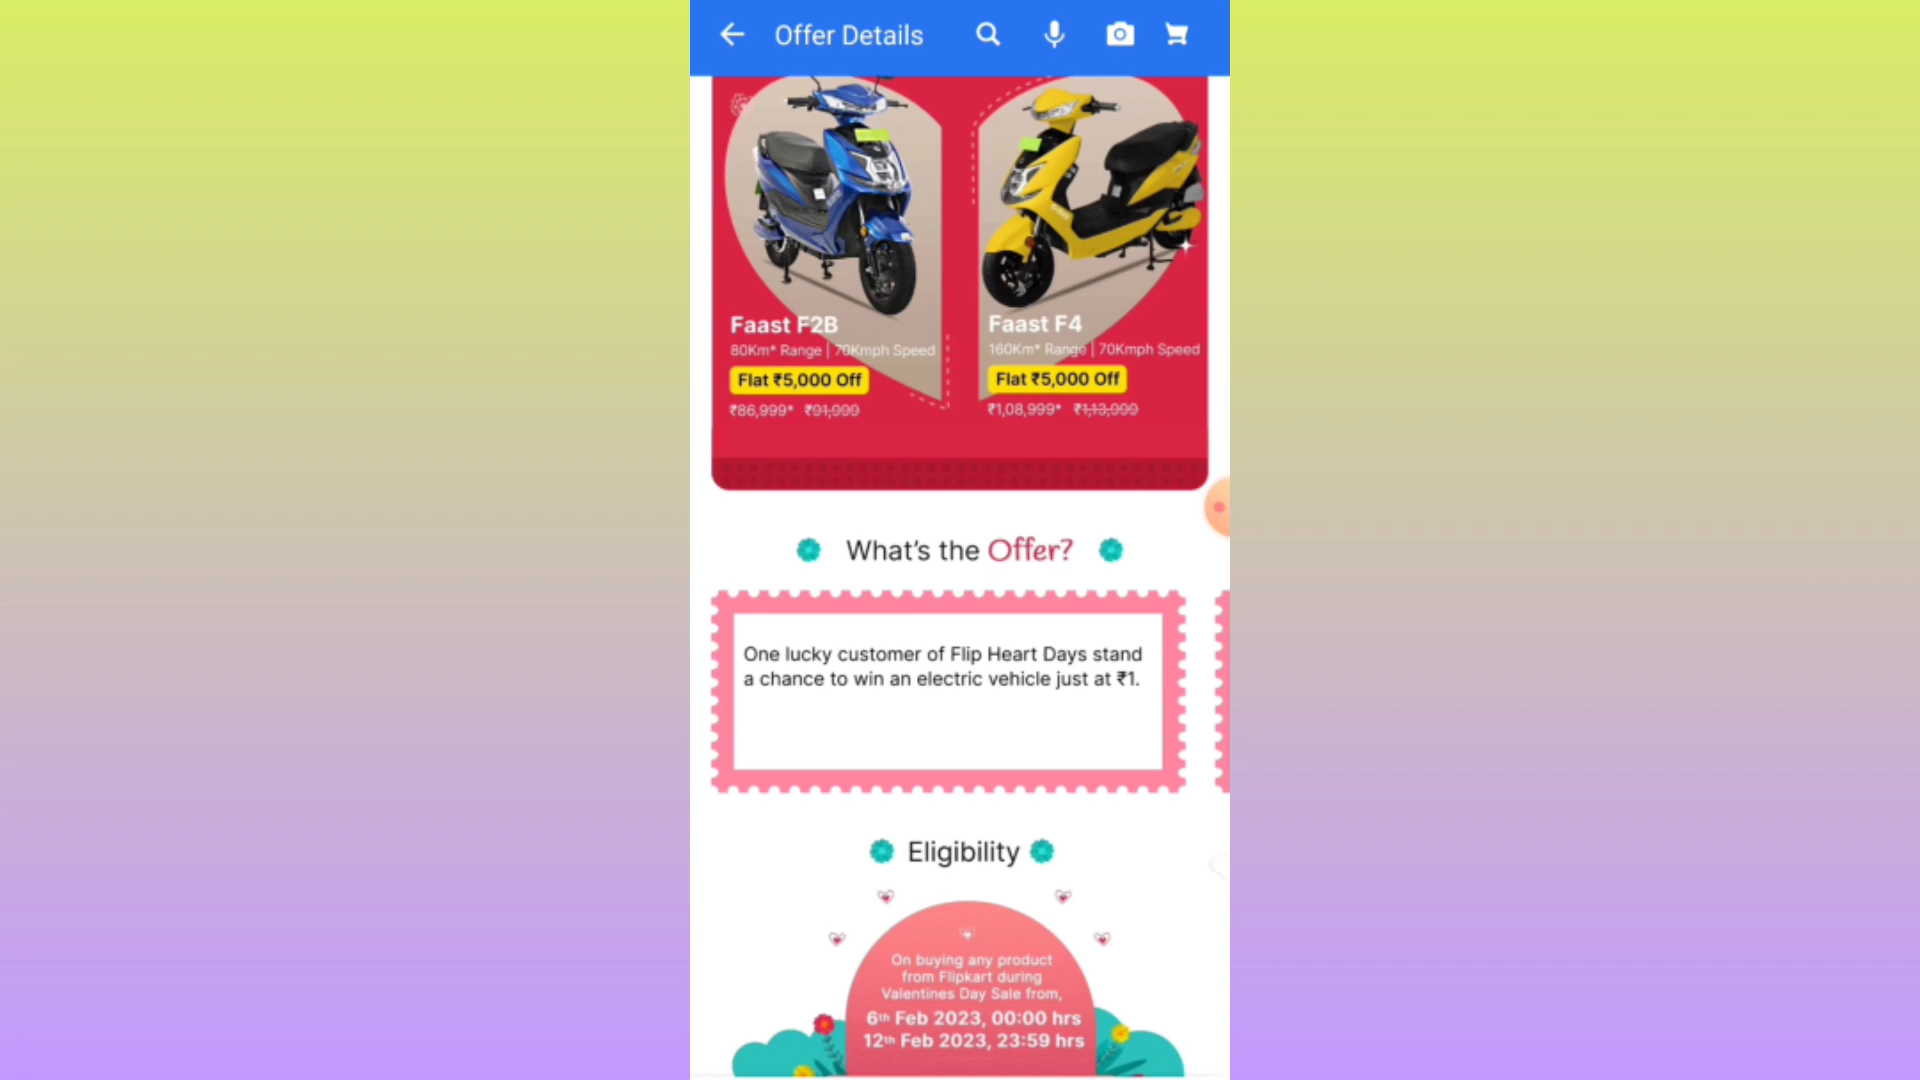 Offer Details
Faast F2B
80Km* Range | 70Kmph Speed
Flat ₹5,000 Off
₹86,999* ₹91,999
Faast F4
160Km* Range | 70Kmph Speed
Flat ₹5,000 Off
₹1,08,999* ₹1,13,999
What's the Offer?
One lucky customer of Flip Heart Days stand
a chance to win an electric vehicle just at ₹1.
Eligibility
On buying any product
from Flipkart during
Valentines Day Sale from,
6th Feb 2023, 00:00 hrs
12th Feb 2023, 23:59 hrs